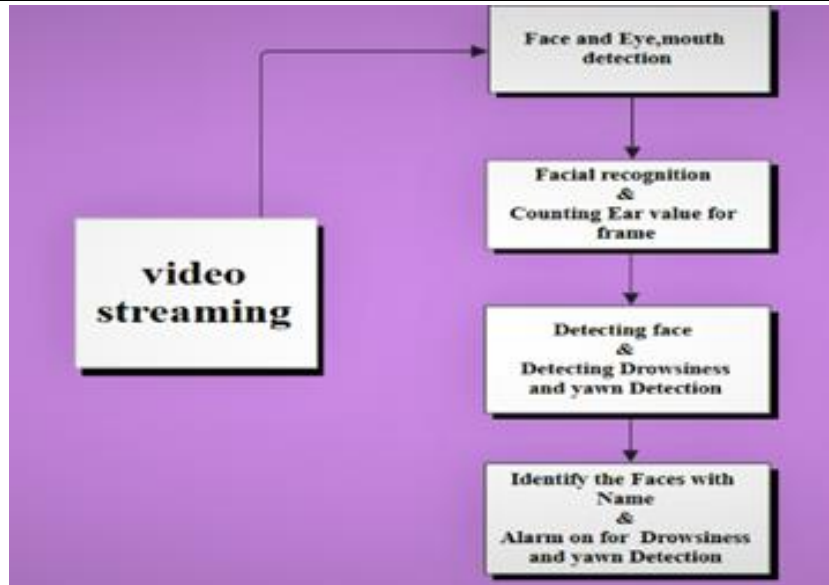 video
streaming
Face and Eye,mouth
detection
Facial recognition
&
Counting Ear value for
frame
Detecting face
&
Detecting Drowsiness
and yawn Detection
Identify the Faces with
Name
&
Alarm on for Drowsiness
and yawn Detection